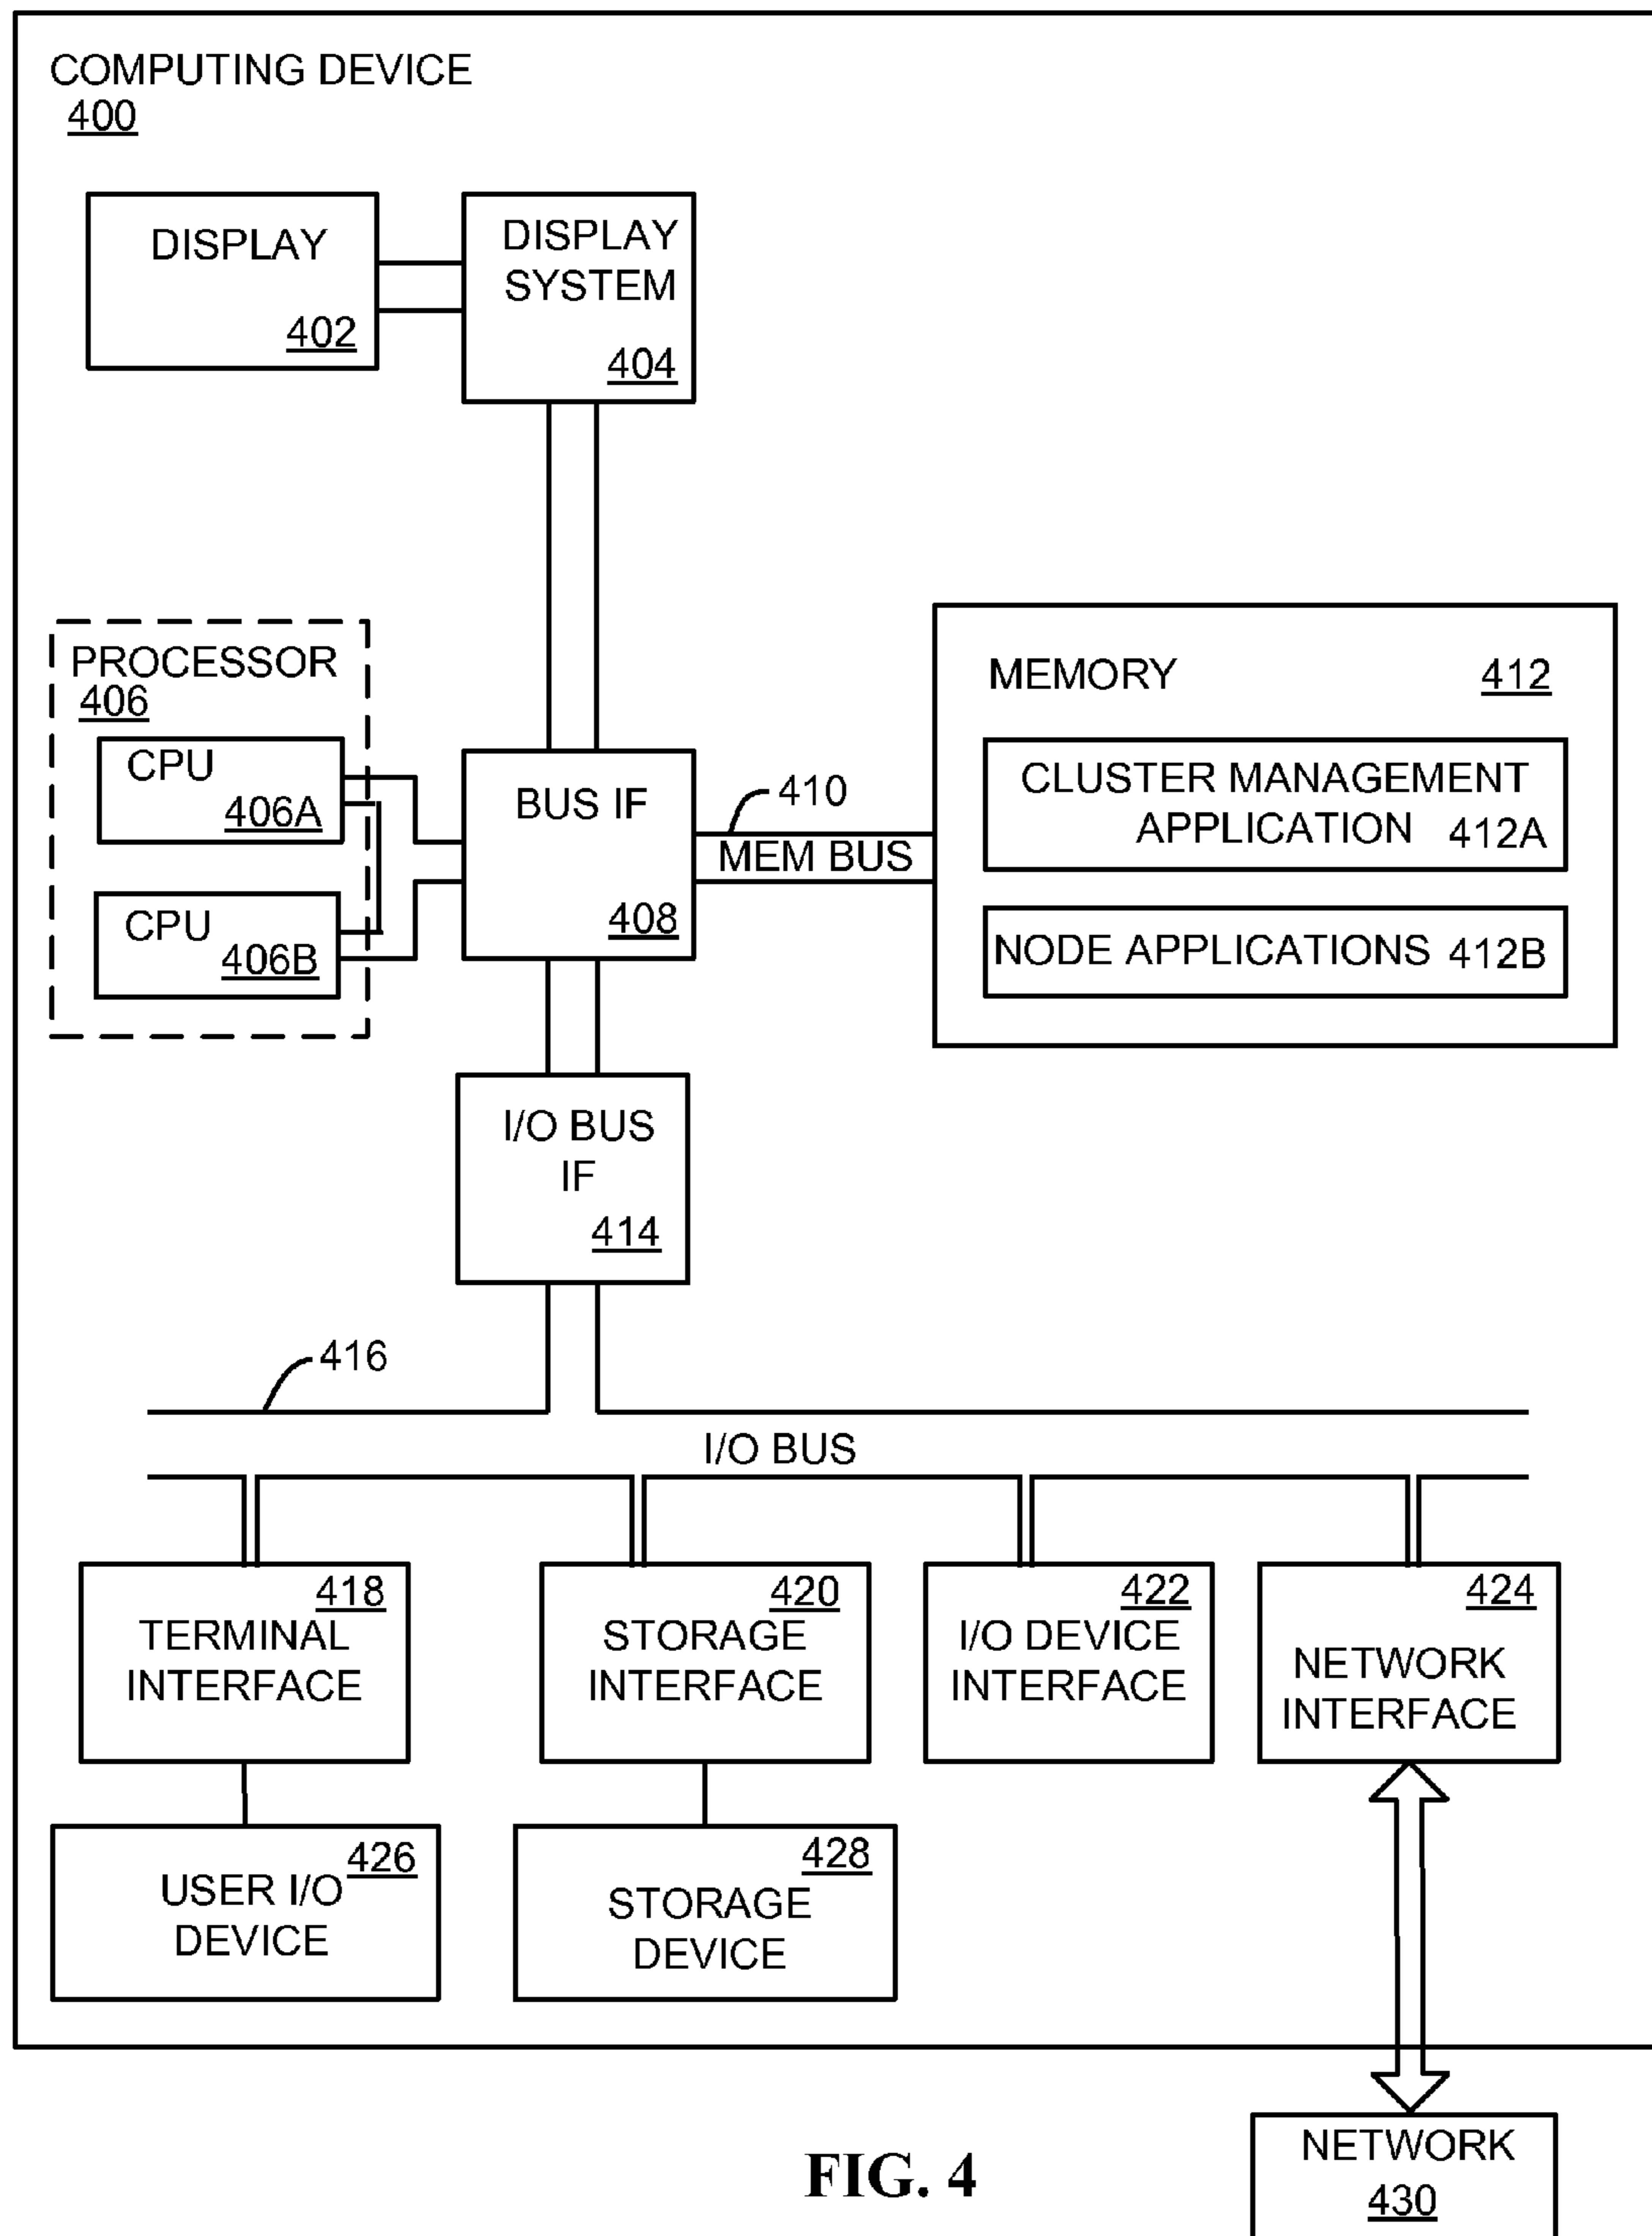 COMPUTING DEVICE
400
DISPLAY
402
DISPLAY
SYSTEM
404
PROCESSOR
406
CPU
406A
CPU
406B
BUS IF
408
410
MEM BUS
MEMORY 412
CLUSTER MANAGEMENT
APPLICATION 412A
NODE APPLICATIONS 412B
I/O BUS
IF
414
416
I/O BUS
418
TERMINAL
INTERFACE
420
STORAGE
INTERFACE
422
I/O DEVICE
INTERFACE
424
NETWORK
INTERFACE
426
USER I/O
DEVICE
428
STORAGE
DEVICE
NETWORK
430
FIG. 4